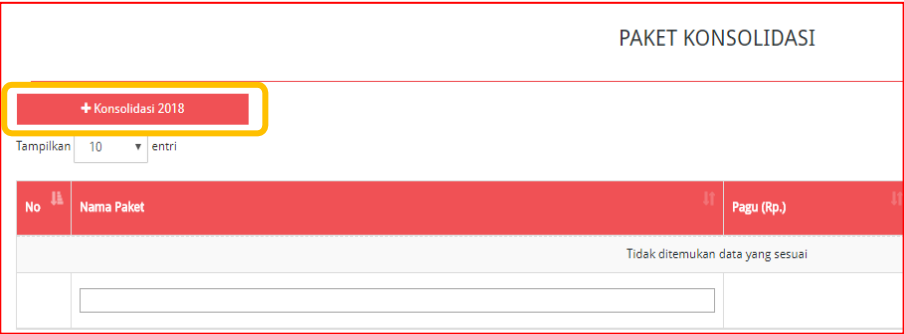 PAKET KONSOLIDASI
+ Konsolidasi 2018
Tampilkan 10 entri
No Nama Paket Pagu (Rp.)
Tidak ditemukan data yang sesuai